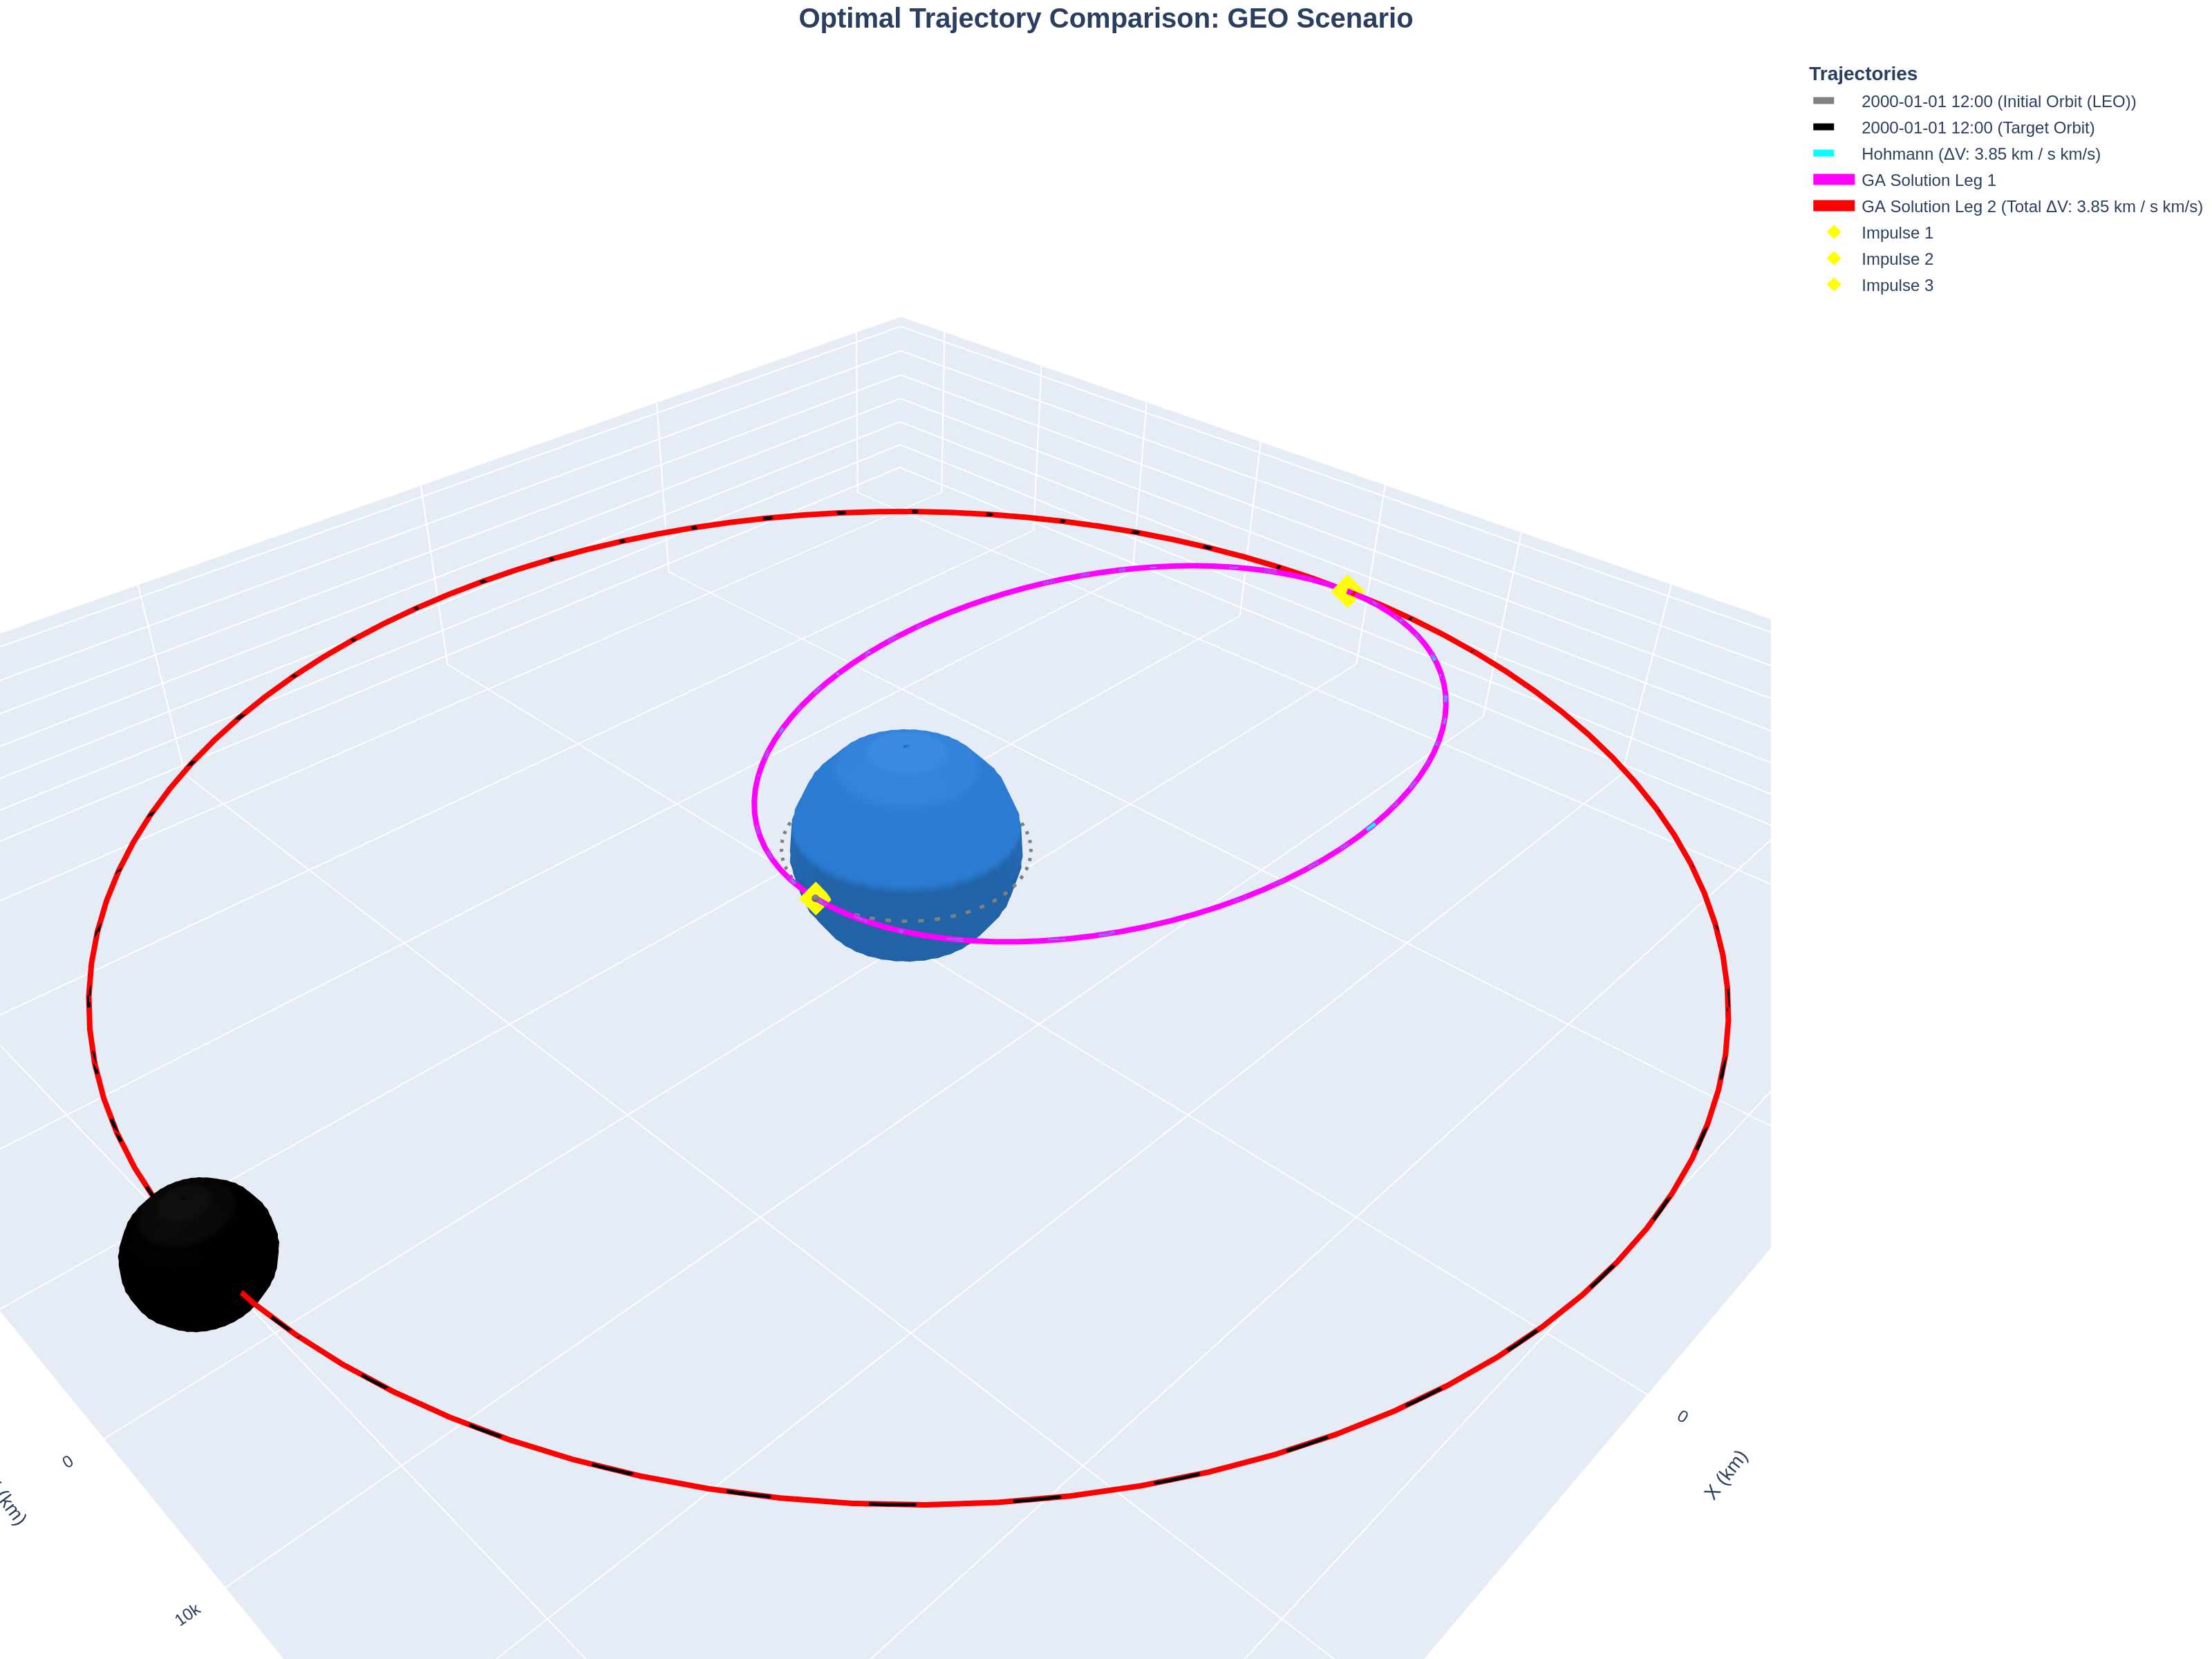 Optimal Trajectory Comparison: GEO Scenario
Trajectories
2000-01-01 12:00 (Initial Orbit (LEO))
2000-01-01 12:00 (Target Orbit)
Hohmann (ΔV: 3.85 km / s km/s)
GA Solution Leg 1
GA Solution Leg 2 (Total ΔV: 3.85 km / s km/s)
Impulse 1
Impulse 2
Impulse 3
0
X (km)
0
(km)
10k